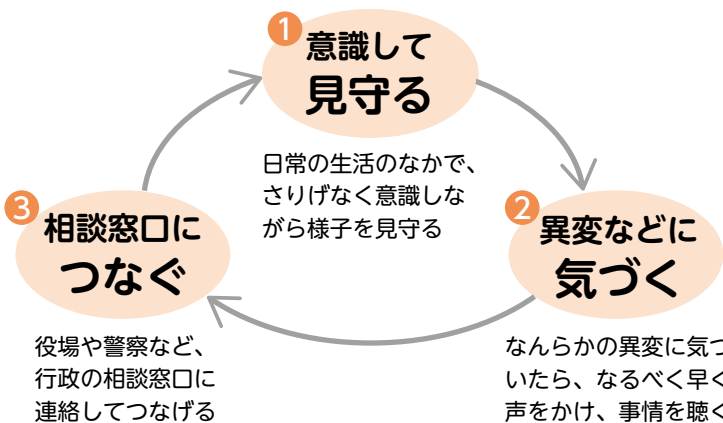 1
意識して
見守る
日常の生活のなかで、
さりげなく意識しな
がら様子を見守る
2
異変などに
気づく
なんらかの異変に気づ
いたら、なるべく早く
声をかけ、事情を聴く
3
相談窓口に
つなぐ
役場や警察など、
行政の相談窓口に
連絡してつなげる